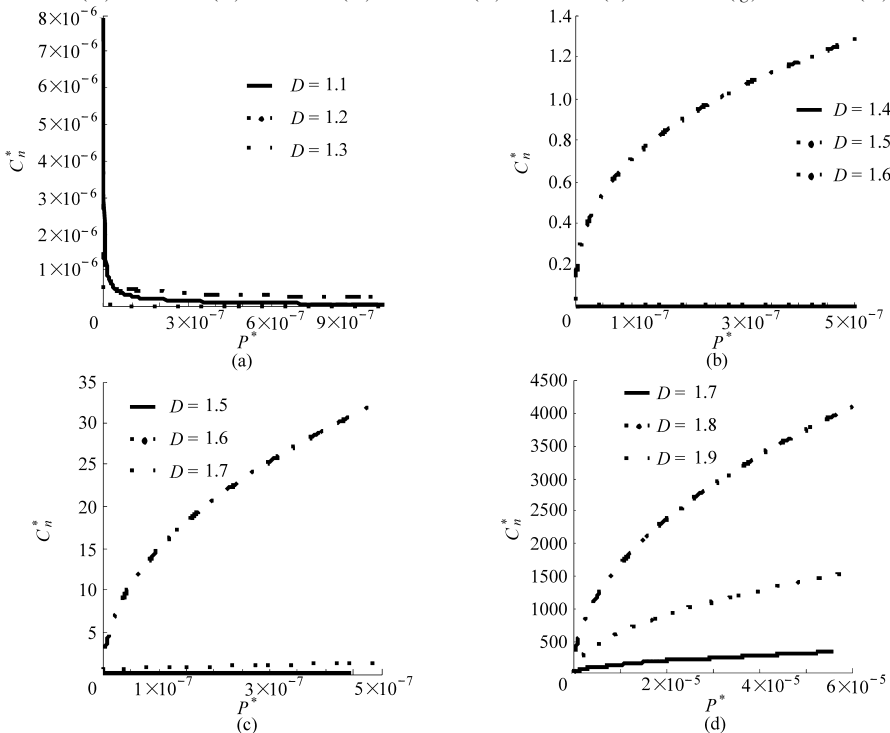 8×10⁻⁶
7×10⁻⁶
6×10⁻⁶
5×10⁻⁶
4×10⁻⁶
3×10⁻⁶
2×10⁻⁶
1×10⁻⁶
C*ₙ
D = 1.1
D = 1.2
D = 1.3
0 3×10⁻⁷ 6×10⁻⁷ 9×10⁻⁷
P*
(a)
1.4
1.2
1.0
0.8
0.6
0.4
0.2
C*ₙ
D = 1.4
D = 1.5
D = 1.6
0 1×10⁻⁷ 3×10⁻⁷ 5×10⁻⁷
P*
(b)
35
30
25
20
15
10
5
C*ₙ
D = 1.5
D = 1.6
D = 1.7
0 1×10⁻⁷ 3×10⁻⁷ 5×10⁻⁷
P*
(c)
4500
4000
3500
3000
2500
2000
1500
1000
500
C*ₙ
D = 1.7
D = 1.8
D = 1.9
0 2×10⁻⁵ 4×10⁻⁵ 6×10⁻⁵
P*
(d)